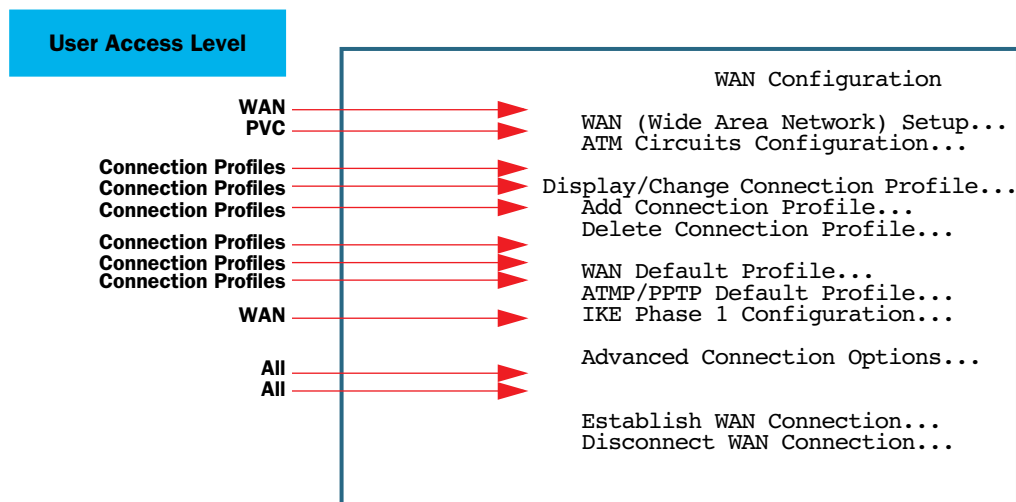 User Access Level
WAN Configuration
WAN
WAN (Wide Area Network) Setup...
PVC
ATM Circuits Configuration...
Connection Profiles
Display/Change Connection Profile...
Connection Profiles
Add Connection Profile...
Connection Profiles
Delete Connection Profile...
Connection Profiles
WAN Default Profile...
Connection Profiles
ATMP/PPTP Default Profile...
Connection Profiles
IKE Phase 1 Configuration...
WAN
Advanced Connection Options...
All
Establish WAN Connection...
All
Disconnect WAN Connection...